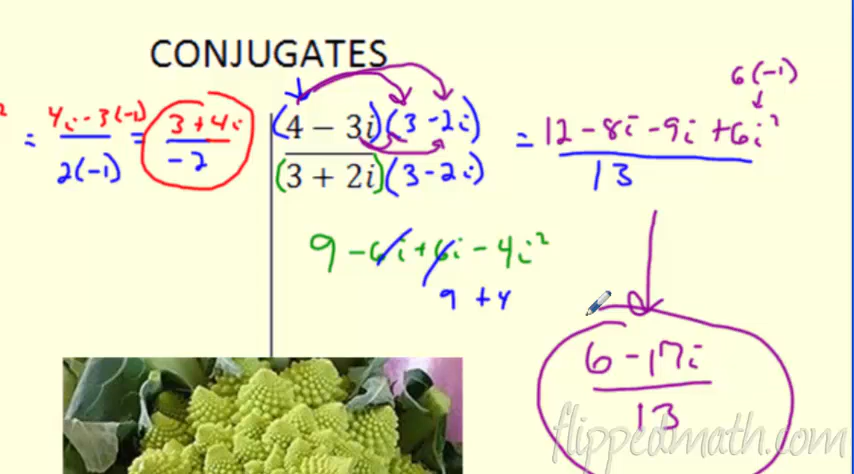 CONJUGATES
2
= 4i - 3(-1) / 2(-1) = 3 + 4i / -2
(4 − 3i)(3 - 2i) / (3 + 2i)(3 - 2i) = 12 - 8i - 9i + 6i² / 13
6(-1)
9 - 6i + 6i - 4i²
9 + 4
6 - 17i / 13
flippedmath.com